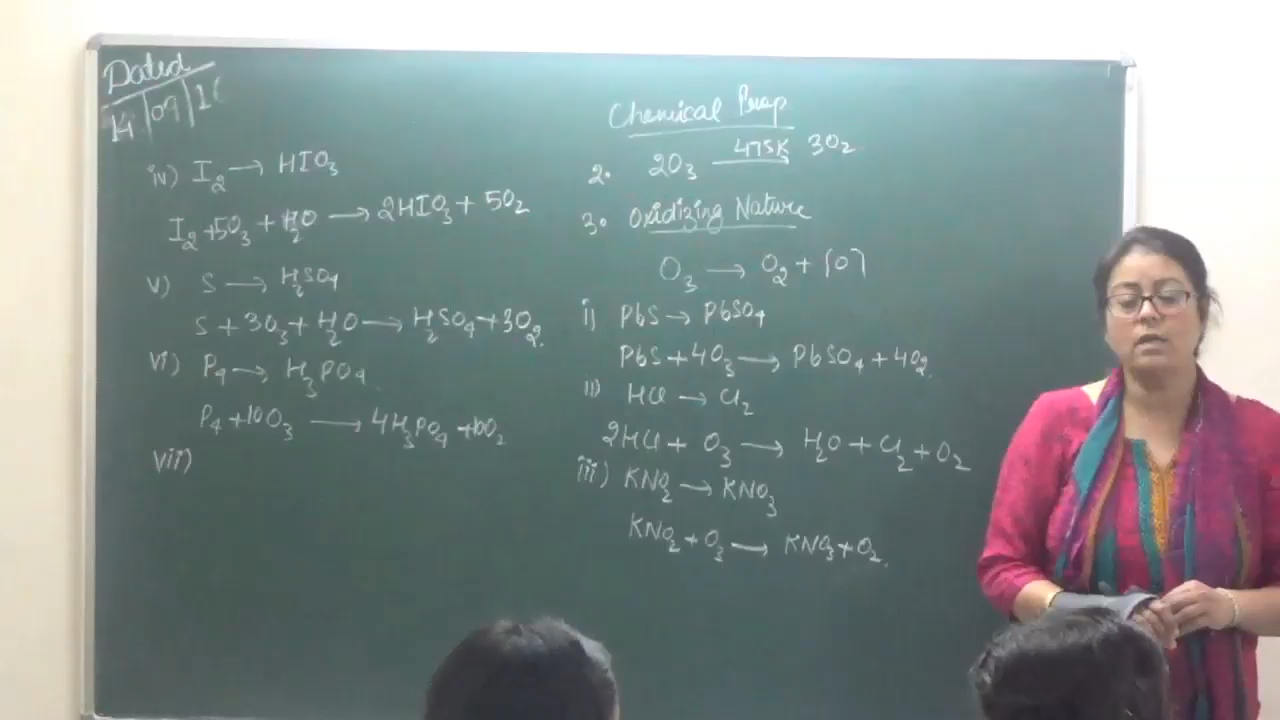 Dated
14/09/16
iv) I₂ → HIO₃
I₂ + 5O₃ + H₂O → 2HIO₃ + 5O₂
v) S → H₂SO₄
S + 3O₃ + H₂O → H₂SO₄ + 3O₂.
vi) P₄ → H₃PO₄.
P₄ + 10O₃ → 4H₃PO₄ + 10O₂
vii)
Chemical Prop
2. 2O₃ 475K 3O₂
3. Oxidizing Nature
O₃ → O₂ + [O]
i) PbS → PbSO₄
PbS + 4O₃ → PbSO₄ + 4O₂.
ii) HCl → Cl₂
2HCl + O₃ → H₂O + Cl₂ + O₂
iii) KNO₂ → KNO₃
KNO₂ + O₃ → KNO₃ + O₂.